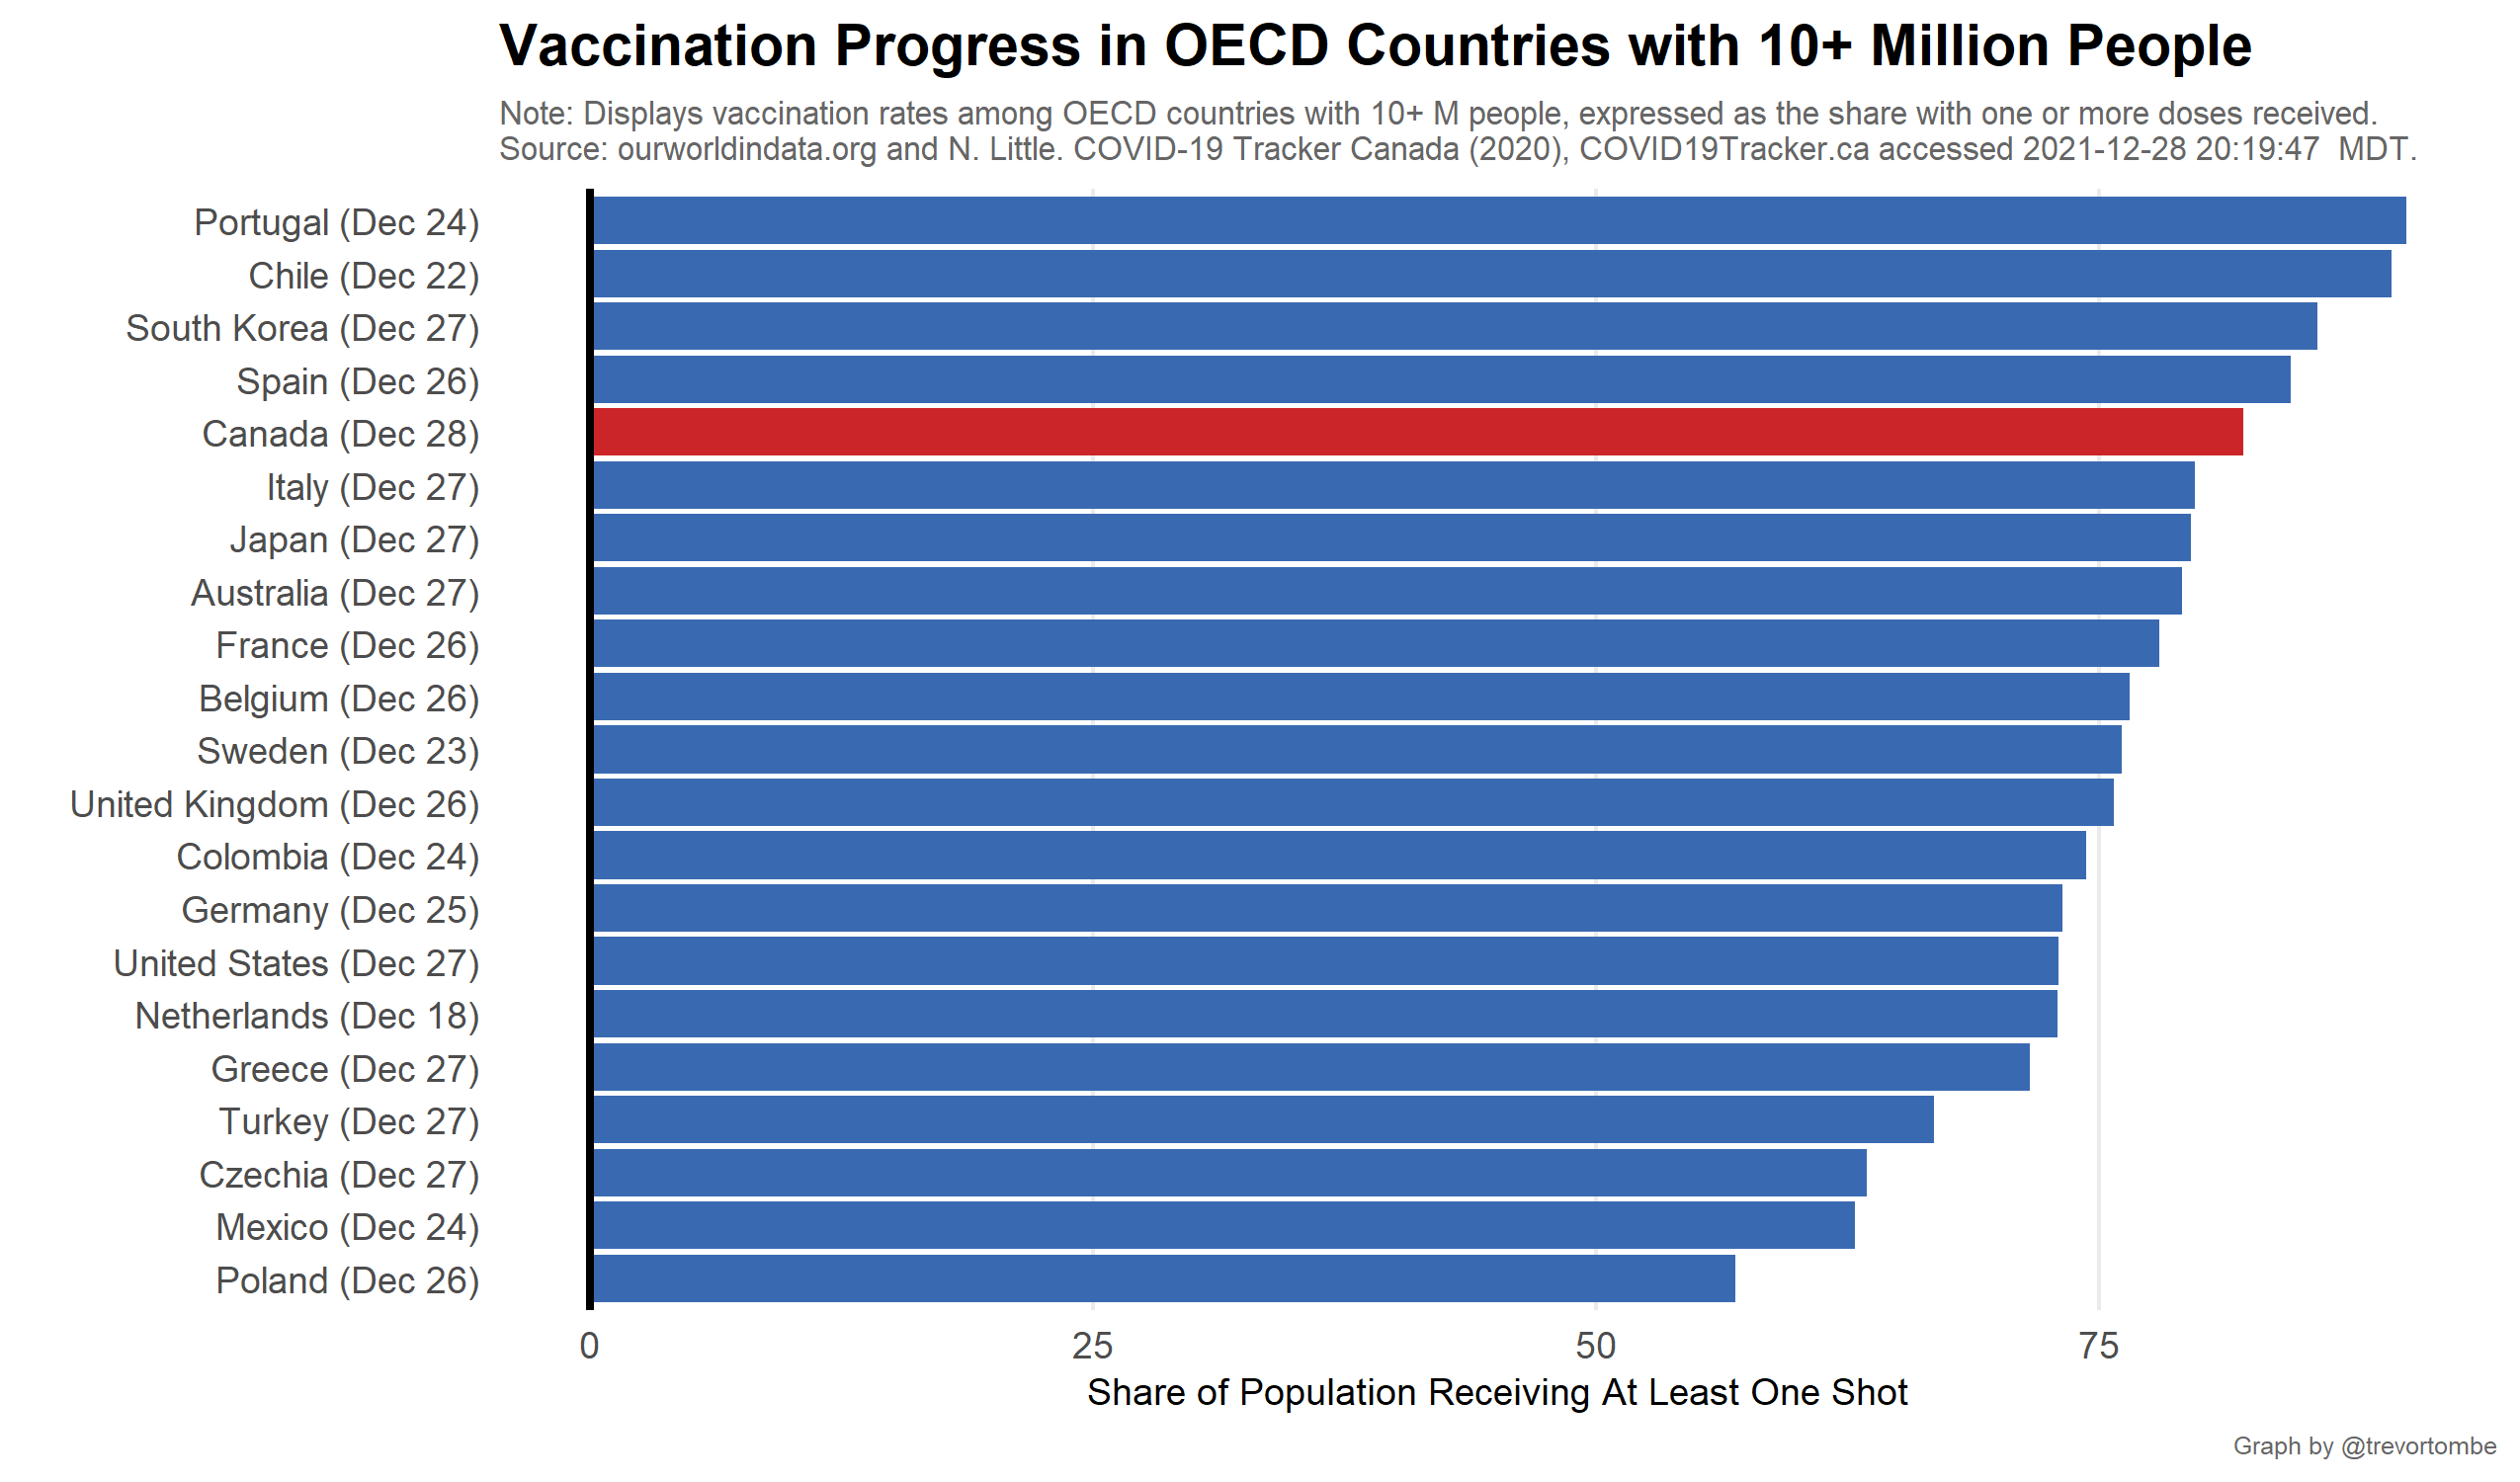 Vaccination Progress in OECD Countries with 10+ Million People
Note: Displays vaccination rates among OECD countries with 10+ M people, expressed as the share with one or more doses received.
Source: ourworldindata.org and N. Little. COVID-19 Tracker Canada (2020), COVID19Tracker.ca accessed 2021-12-28 20:19:47  MDT.
Portugal (Dec 24)
Chile (Dec 22)
South Korea (Dec 27)
Spain (Dec 26)
Canada (Dec 28)
Italy (Dec 27)
Japan (Dec 27)
Australia (Dec 27)
France (Dec 26)
Belgium (Dec 26)
Sweden (Dec 23)
United Kingdom (Dec 26)
Colombia (Dec 24)
Germany (Dec 25)
United States (Dec 27)
Netherlands (Dec 18)
Greece (Dec 27)
Turkey (Dec 27)
Czechia (Dec 27)
Mexico (Dec 24)
Poland (Dec 26)
0 25 50 75
Share of Population Receiving At Least One Shot
Graph by @trevortombe